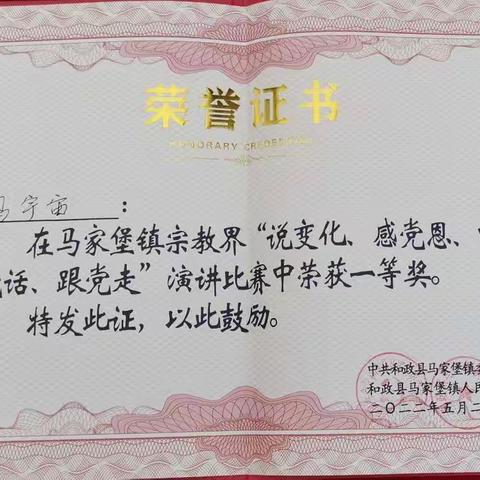 荣誉证书
HONORARY CREDENTIAL
马宇宙：
在马家堡镇宗教界“说变化、感党恩、
话、跟党走”演讲比赛中荣获一等奖。
特发此证，以此鼓励。
中共和政县马家堡镇
和政县马家堡镇人民
二〇二二年五月二